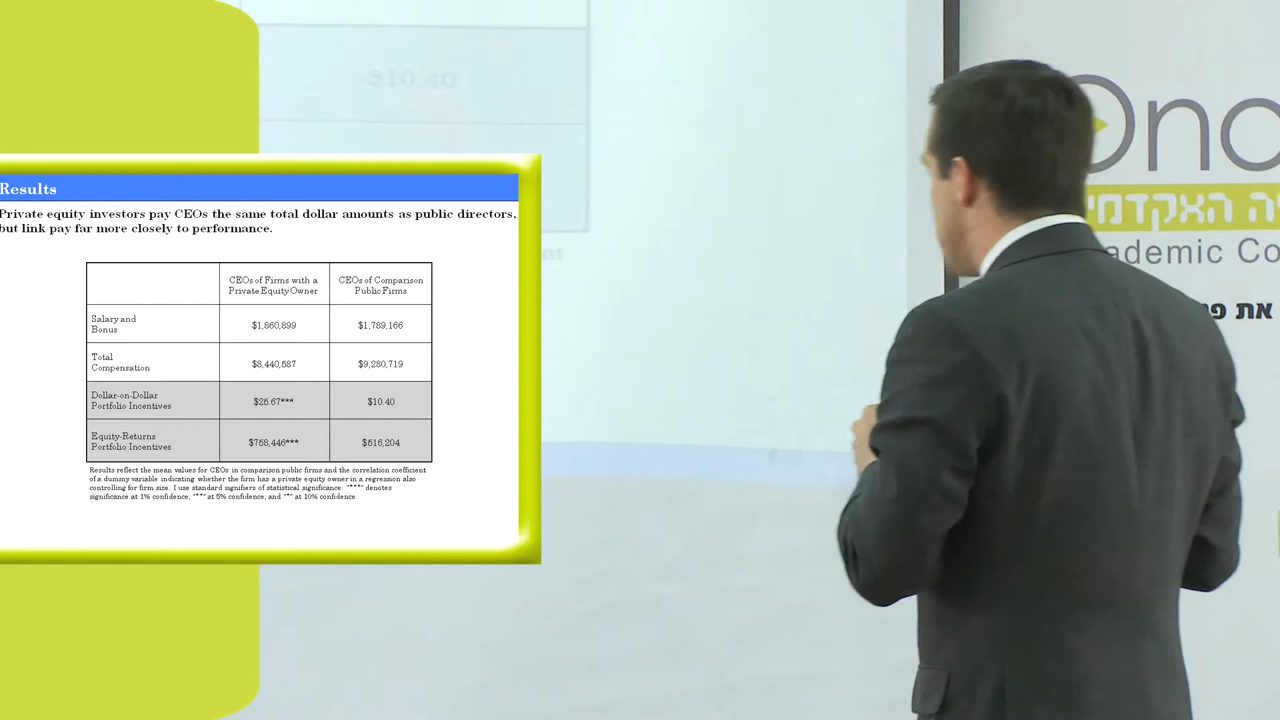 $10.40
Results
Private equity investors pay CEOs the same total dollar amounts as public directors,
but link pay far more closely to performance.
CEOs of Firms with a
Private Equity Owner
CEOs of Comparison
Public Firms
Salary and
Bonus
$1,860,899
$1,789,166
Total
Compensation
$8,440,587
$9,280,719
Dollar-on-Dollar
Portfolio Incentives
$25.67***
$10.40
Equity-Returns
Portfolio Incentives
$758,446***
$516,204
Results reflect the mean values for CEOs in comparison public firms and the correlation coefficient
of a dummy variable indicating whether the firm has a private equity owner in a regression also
controlling for firm size. I use standard signifiers of statistical significance: "***" denotes
significance at 1% confidence; "**" at 5% confidence; and "*" at 10% confidence.
Ono
ה האקדמי
ademic Co
את פ